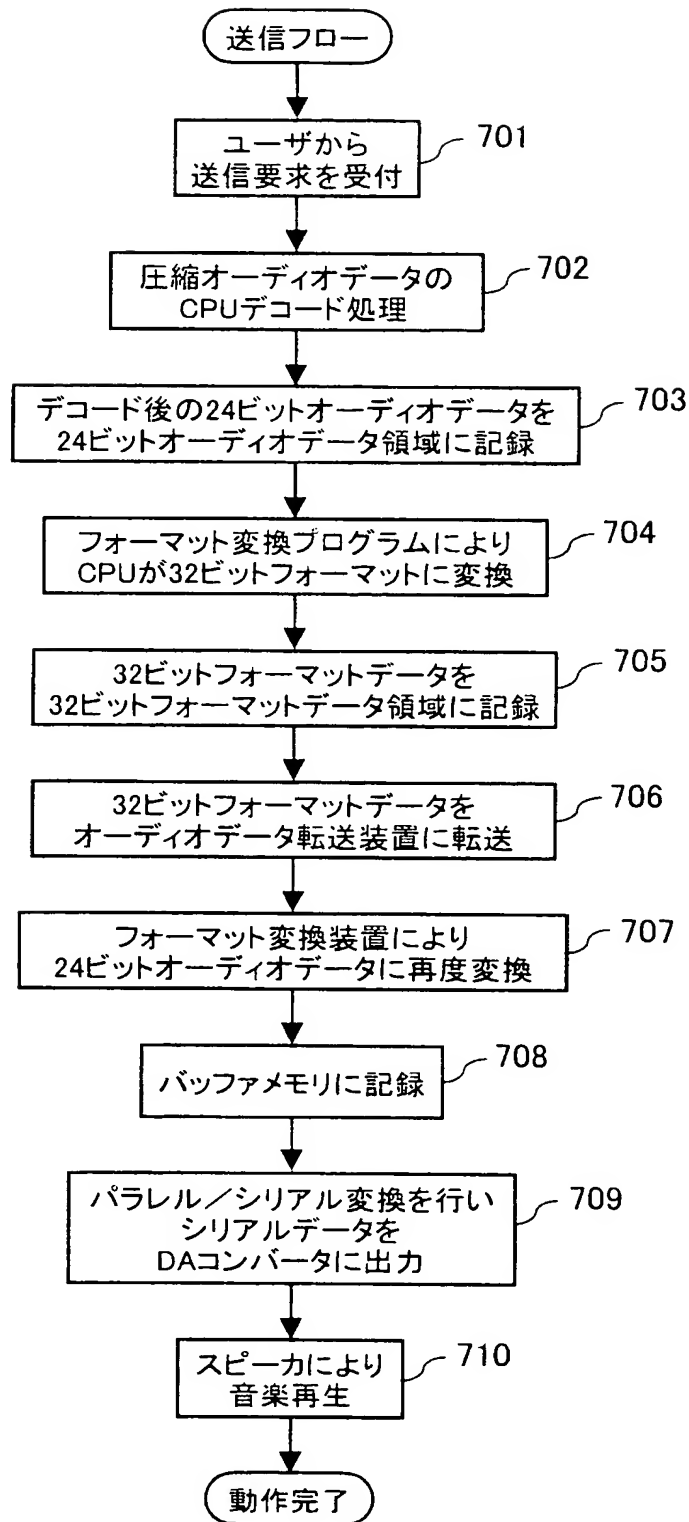 送信フロー
ユーザから
送信要求を受付
701
圧縮オーディオデータの
CPUデコード処理
702
デコード後の24ビットオーディオデータを
24ビットオーディオデータ領域に記録
703
フォーマット変換プログラムにより
CPUが32ビットフォーマットに変換
704
32ビットフォーマットデータを
32ビットフォーマットデータ領域に記録
705
32ビットフォーマットデータを
オーディオデータ転送装置に転送
706
フォーマット変換装置により
24ビットオーディオデータに再度変換
707
バッファメモリに記録
708
パラレル／シリアル変換を行い
シリアルデータを
DAコンバータに出力
709
スピーカにより
音楽再生
710
動作完了